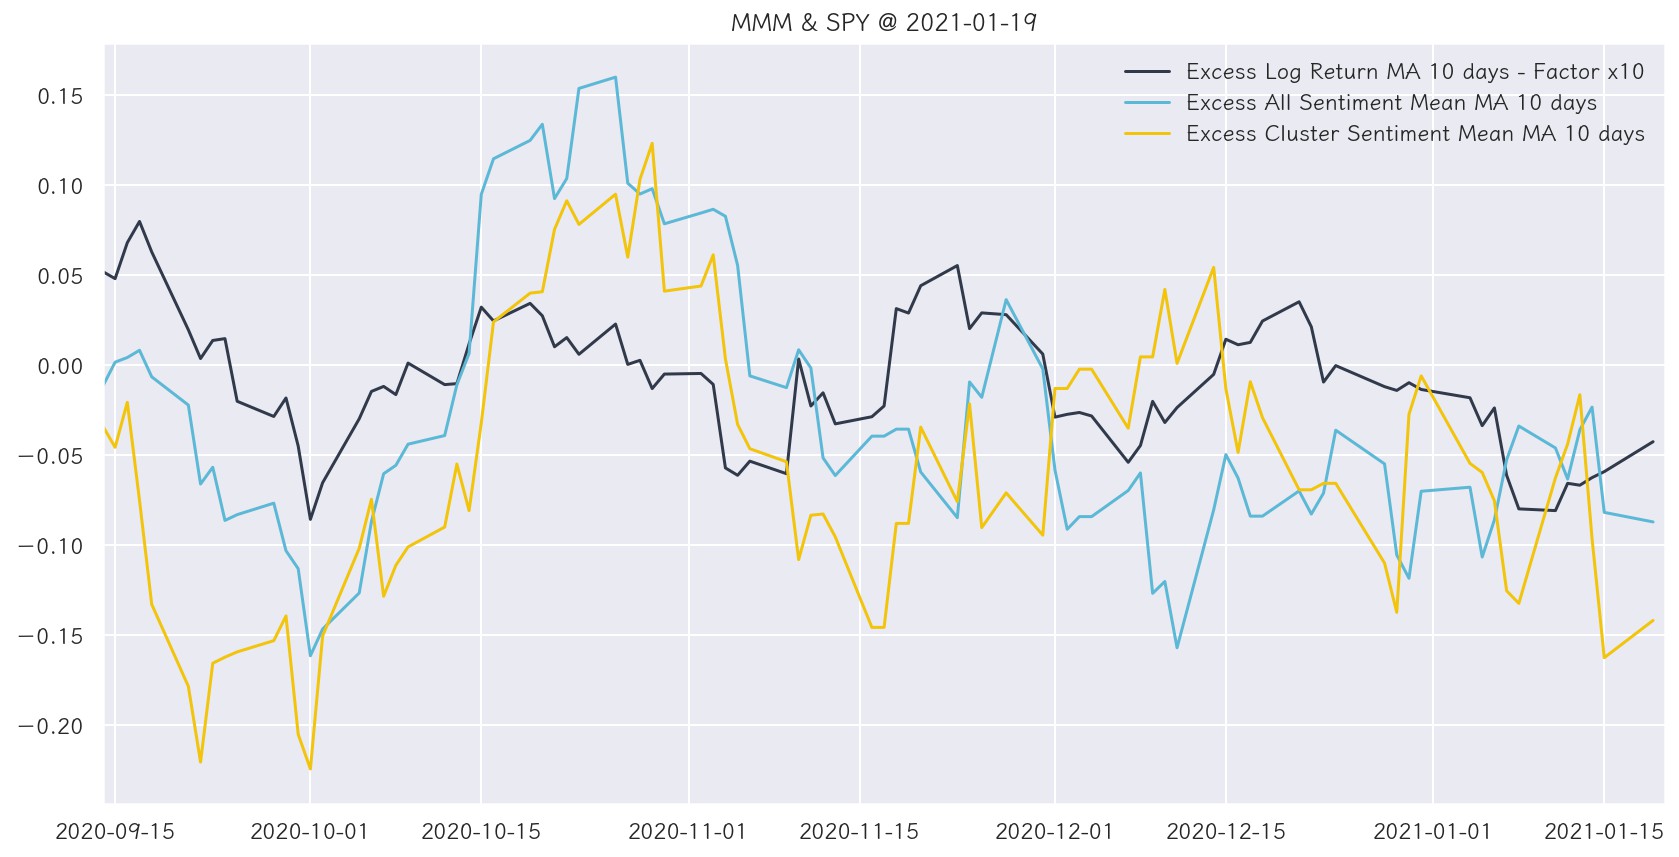 MMM & SPY @ 2021-01-19
Excess Log Return MA 10 days - Factor x10
Excess All Sentiment Mean MA 10 days
Excess Cluster Sentiment Mean MA 10 days
0.15
0.10
0.05
0.00
−0.05
−0.10
−0.15
−0.20
2020-09-15 2020-10-01 2020-10-15 2020-11-01 2020-11-15 2020-12-01 2020-12-15 2021-01-01 2021-01-15